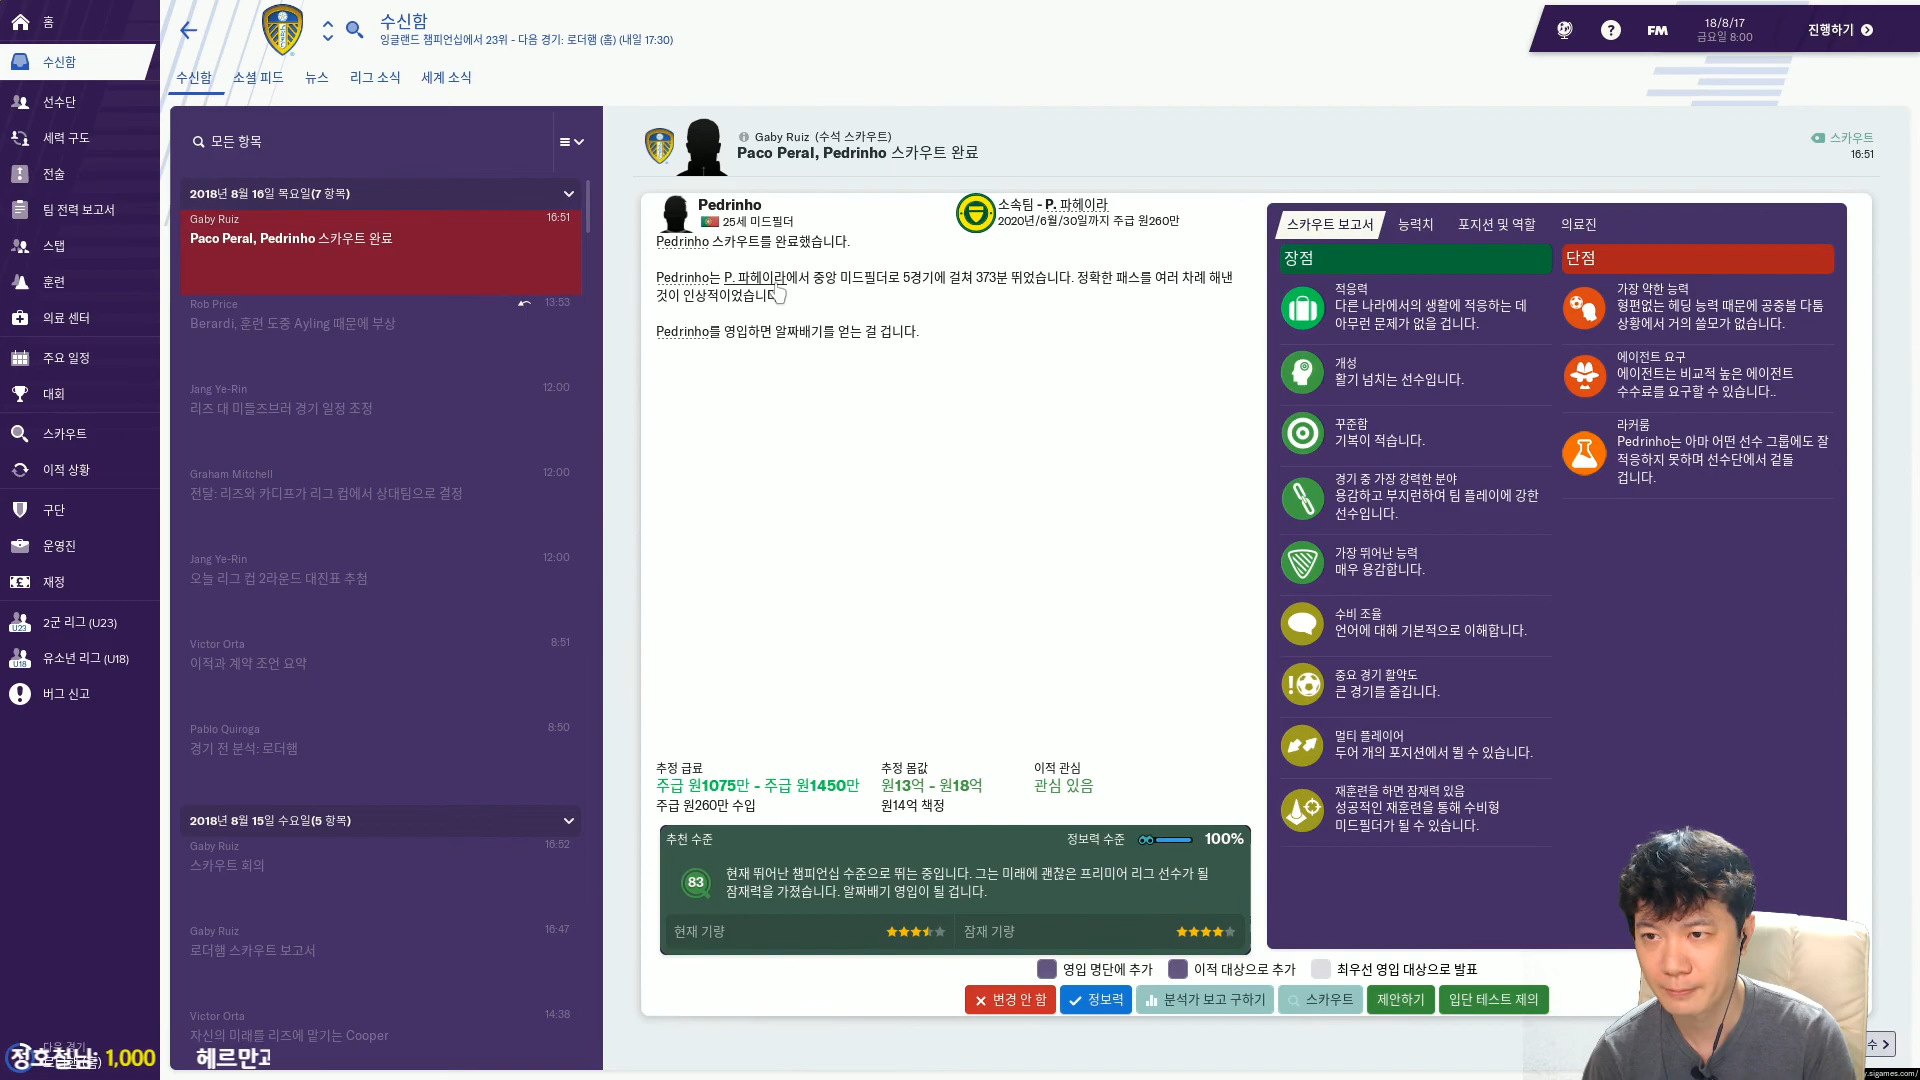 홈
수신함
선수단
세력 구도
전술
팀 전력 보고서
스탭
훈련
의료 센터
주요 일정
대회
스카우트
이적 상황
구단
운영진
재정
2군 리그 (U23)
유소년 리그 (U18)
버그 신고
정호철님: 1,000
헤르만고
수신함
잉글랜드 챔피언십에서 23위 - 다음 경기: 로더햄 (홈) (내일 17:30)
18/8/17
금요일 8:00
FM
진행하기
수신함 소셜 피드 뉴스 리그 소식 세계 소식
모든 항목
2018년 8월 16일 목요일(7 항목)
Gaby Ruiz 16:51
Paco Peral, Pedrinho 스카우트 완료
Rob Price 13:53
Berardi, 훈련 도중 Ayling 때문에 부상
Jang Ye-Rin 12:00
리즈 대 미들즈브러 경기 일정 조정
Graham Mitchell 12:00
전달: 리즈와 카디프가 리그 컵에서 상대팀으로 결정
Jang Ye-Rin 12:00
오늘 리그 컵 2라운드 대진표 추첨
Victor Orta 8:51
이적과 계약 조언 요약
Pablo Quiroga 8:50
경기 전 분석: 로더햄
2018년 8월 15일 수요일(5 항목)
Gaby Ruiz 16:52
스카우트 회의
Gaby Ruiz 16:47
로더햄 스카우트 보고서
Victor Orta 14:38
자신의 미래를 리즈에 맡기는 Cooper
Gaby Ruiz (수석 스카우트)
Paco Peral, Pedrinho 스카우트 완료
스카우트
16:51
Pedrinho
25세 미드필더
소속팀 - P. 파헤이라
2020년/6월/30일까지 주급 원260만
Pedrinho 스카우트를 완료했습니다.
Pedrinho는 P. 파헤이라에서 중앙 미드필더로 5경기에 걸쳐 373분 뛰었습니다. 정확한 패스를 여러 차례 해낸
것이 인상적이었습니다
Pedrinho를 영입하면 알짜배기를 얻는 걸 겁니다.
추정 급료
주급 원1075만 - 주급 원1450만
주급 원260만 수입
추정 몸값
원13억 - 원18억
원14억 책정
이적 관심
관심 있음
추천 수준
정보력 수준 100%
83
현재 뛰어난 챔피언십 수준으로 뛰는 중입니다. 그는 미래에 괜찮은 프리미어 리그 선수가 될
잠재력을 가졌습니다. 알짜배기 영입이 될 겁니다.
현재 기량
잠재 기량
스카우트 보고서 능력치 포지션 및 역할 의료진
장점
적응력
다른 나라에서의 생활에 적응하는 데
아무런 문제가 없을 겁니다.
개성
활기 넘치는 선수입니다.
꾸준함
기복이 적습니다.
경기 중 가장 강력한 분야
용감하고 부지런하여 팀 플레이에 강한
선수입니다.
가장 뛰어난 능력
매우 용감합니다.
수비 조율
언어에 대해 기본적으로 이해합니다.
중요 경기 활약도
큰 경기를 즐깁니다.
멀티 플레이어
두어 개의 포지션에서 뛸 수 있습니다.
재훈련을 하면 잠재력 있음
성공적인 재훈련을 통해 수비형
미드필더가 될 수 있습니다.
단점
가장 약한 능력
형편없는 헤딩 능력 때문에 공중볼 다툼
상황에서 거의 쓸모가 없습니다.
에이전트 요구
에이전트는 비교적 높은 에이전트
수수료를 요구할 수 있습니다..
라커룸
Pedrinho는 아마 어떤 선수 그룹에도 잘
적응하지 못하며 선수단에서 겉돌
겁니다.
영입 명단에 추가 이적 대상으로 추가 최우선 영입 대상으로 발표
변경 안 함 정보력 분석가 보고 구하기 스카우트 제안하기 입단 테스트 제의
수
.sigames.com/